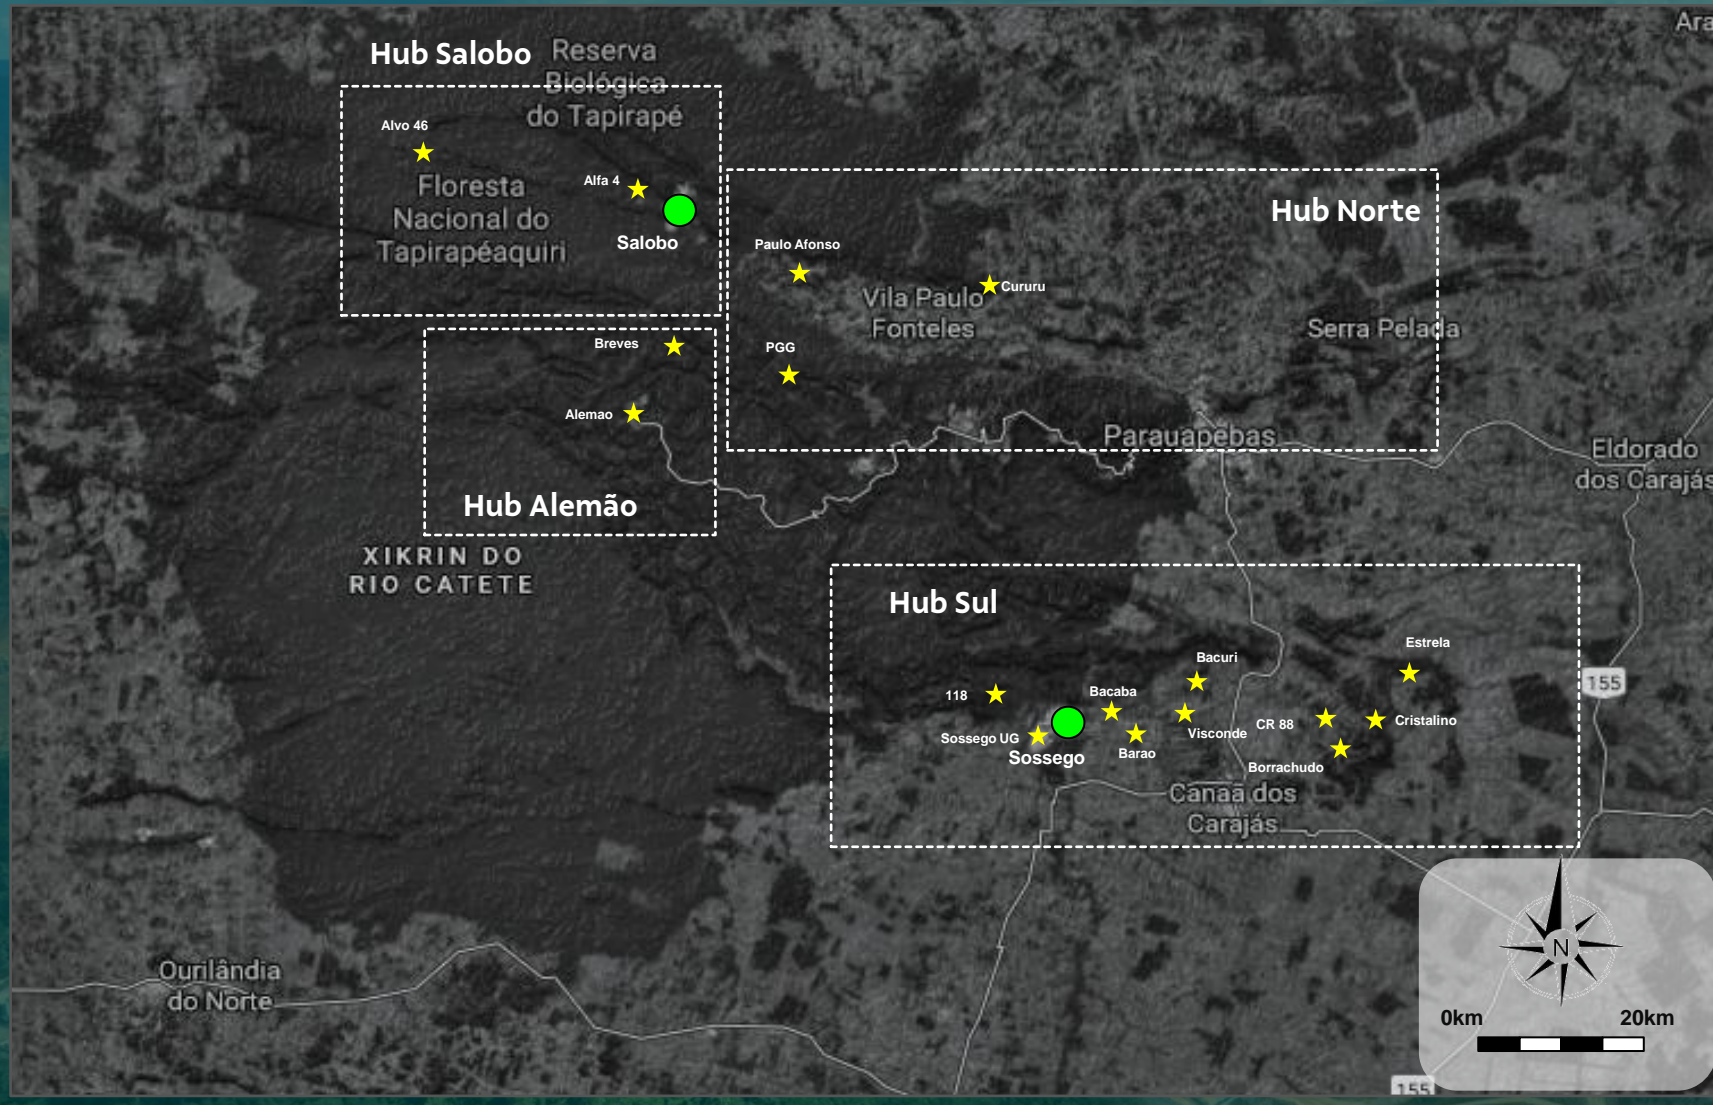 Ara
Hub Salobo
Reserva
Biológica
do Tapirapé
Alvo 46
Floresta
Nacional do
Tapirapéaquiri
Alfa 4
Salobo
Hub Norte
Paulo Afonso
Cururu
Vila Paulo
Fonteles
Serra Pelada
PGG
Parauapebas
Breves
Alemao
Hub Alemão
Eldorado
dos Carajás
XIKRIN DO
RIO CATETE
Hub Sul
Estrela
Bacuri
118
Bacaba
Visconde
CR 88
Cristalino
Sossego UG
Sossego
Barao
Borrachudo
Canaã dos
Carajás
155
Ourilândia
do Norte
N
0km
20km
155